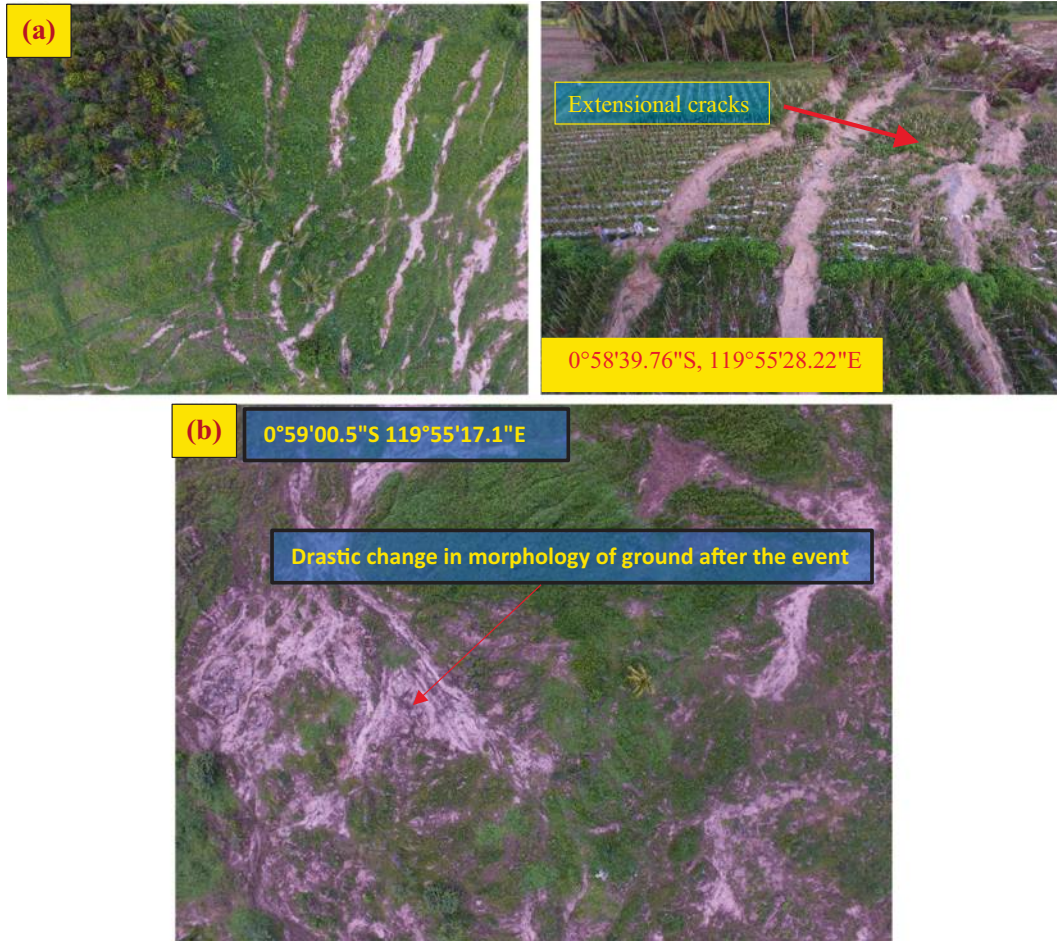 (a)
Extensional cracks
0°58'39.76"S, 119°55'28.22"E
(b)
0°59'00.5"S 119°55'17.1"E
Drastic change in morphology of ground after the event